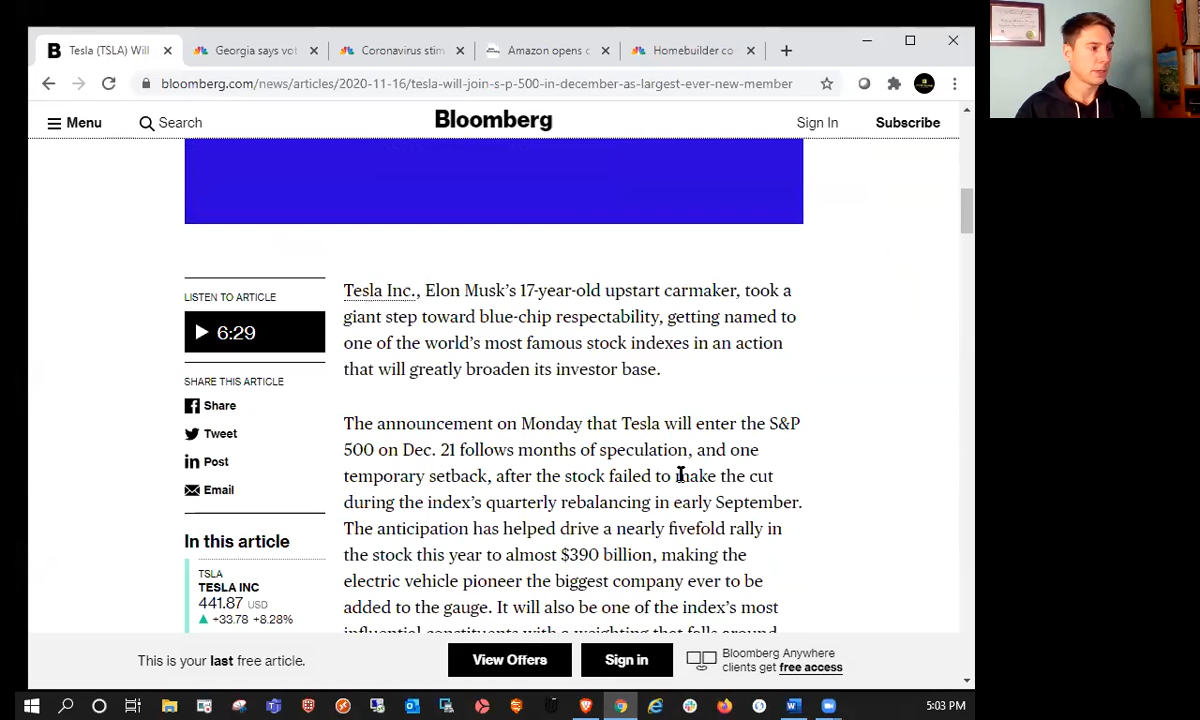 B Tesla (TSLA) Will
Georgia says vot
Coronavirus stim
Amazon opens c
Homebuilder co
bloomberg.com/news/articles/2020-11-16/tesla-will-join-s-p-500-in-december-as-largest-ever-new-member
Menu
Search
Bloomberg
Sign In
Subscribe
LISTEN TO ARTICLE
6:29
SHARE THIS ARTICLE
Share
Tweet
Post
Email
In this article
TSLA
TESLA INC
441.87 USD
+33.78 +8.28%
Tesla Inc., Elon Musk's 17-year-old upstart carmaker, took a
giant step toward blue-chip respectability, getting named to
one of the world's most famous stock indexes in an action
that will greatly broaden its investor base.
The announcement on Monday that Tesla will enter the S&P
500 on Dec. 21 follows months of speculation, and one
temporary setback, after the stock failed to make the cut
during the index's quarterly rebalancing in early September.
The anticipation has helped drive a nearly fivefold rally in
the stock this year to almost $390 billion, making the
electric vehicle pioneer the biggest company ever to be
added to the gauge. It will also be one of the index's most
influential constituents with a weighting that falls around
This is your last free article.
View Offers
Sign in
Bloomberg Anywhere
clients get free access
5:03 PM